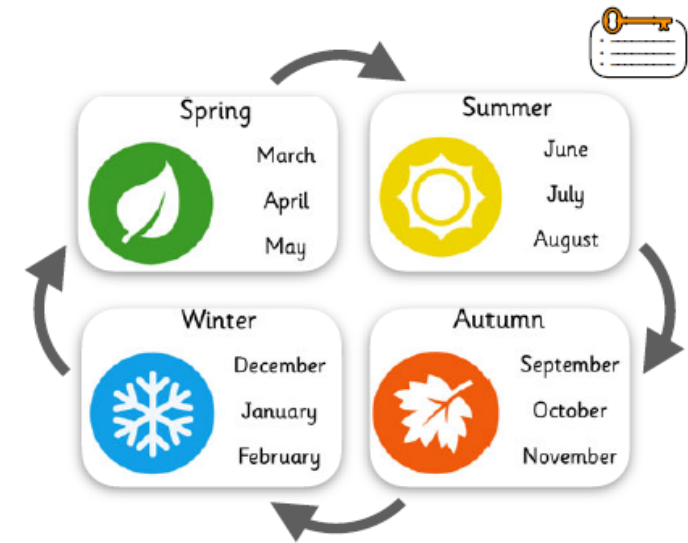 Spring
March
April
May
Summer
June
July
August
Winter
December
January
February
Autumn
September
October
November